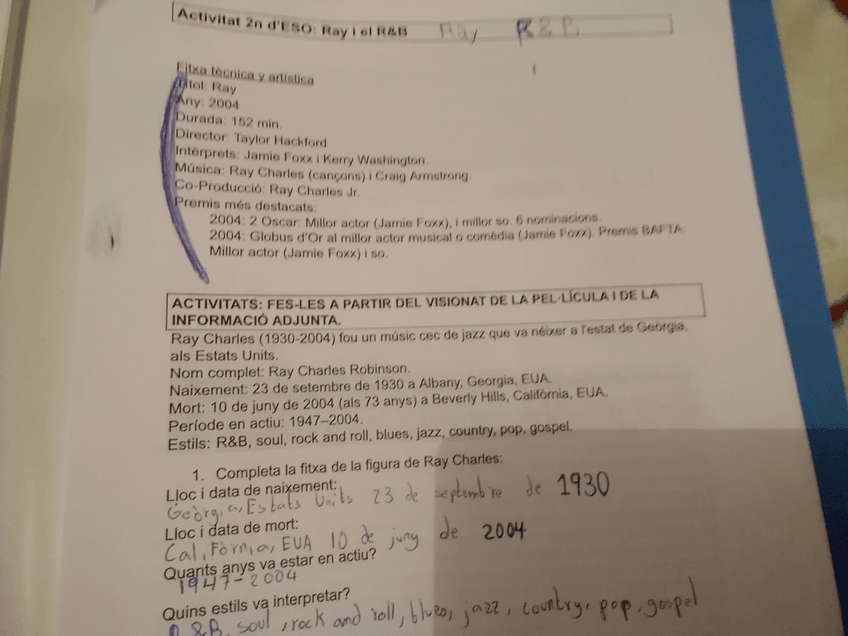 Activitat 2n d'ESO: Ray i el R&B Ray R&B
Fitxa tècnica y artística
Títol: Ray
Any: 2004
Durada: 152 min.
Director: Taylor Hackford
Intèrprets: Jamie Foxx i Kerry Washington.
Música: Ray Charles (cançons) i Craig Armstrong.
Co-Producció: Ray Charles Jr.
Premis més destacats:
2004: 2 Oscar: Millor actor (Jamie Foxx), i millor so. 6 nominacions.
2004: Globus d'Or al millor actor musical o comèdia (Jamie Foxx). Premis BAFTA:
Millor actor (Jamie Foxx) i so.
ACTIVITATS: FES-LES A PARTIR DEL VISIONAT DE LA PEL·LÍCULA I DE LA
INFORMACIÓ ADJUNTA.
Ray Charles (1930-2004) fou un músic cec de jazz que va néixer a l'estat de Geòrgia,
als Estats Units.
Nom complet: Ray Charles Robinson.
Naixement: 23 de setembre de 1930 a Albany, Georgia, EUA.
Mort: 10 de juny de 2004 (als 73 anys) a Beverly Hills, Califòrnia, EUA.
Període en actiu: 1947–2004.
Estils: R&B, soul, rock and roll, blues, jazz, country, pop, gospel.
1. Completa la fitxa de la figura de Ray Charles:
Lloc i data de naixement:
Geòrgia, Estats Units 23 de septembre de 1930
Lloc i data de mort:
Califòrnia, EUA 10 de juny de 2004
Quants anys va estar en actiu?
1947-2004
Quins estils va interpretar?
R&B, soul, rock and roll, blues, jazz, country, pop, gospel